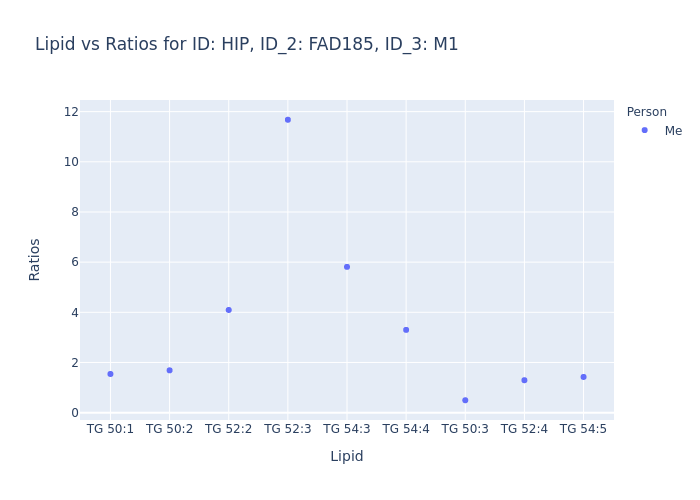 Lipid vs Ratios for ID: HIP, ID_2: FAD185, ID_3: M1
Person
Me
Ratios
12
10
8
6
4
2
0
TG 50:1 TG 50:2 TG 52:2 TG 52:3 TG 54:3 TG 54:4 TG 50:3 TG 52:4 TG 54:5
Lipid